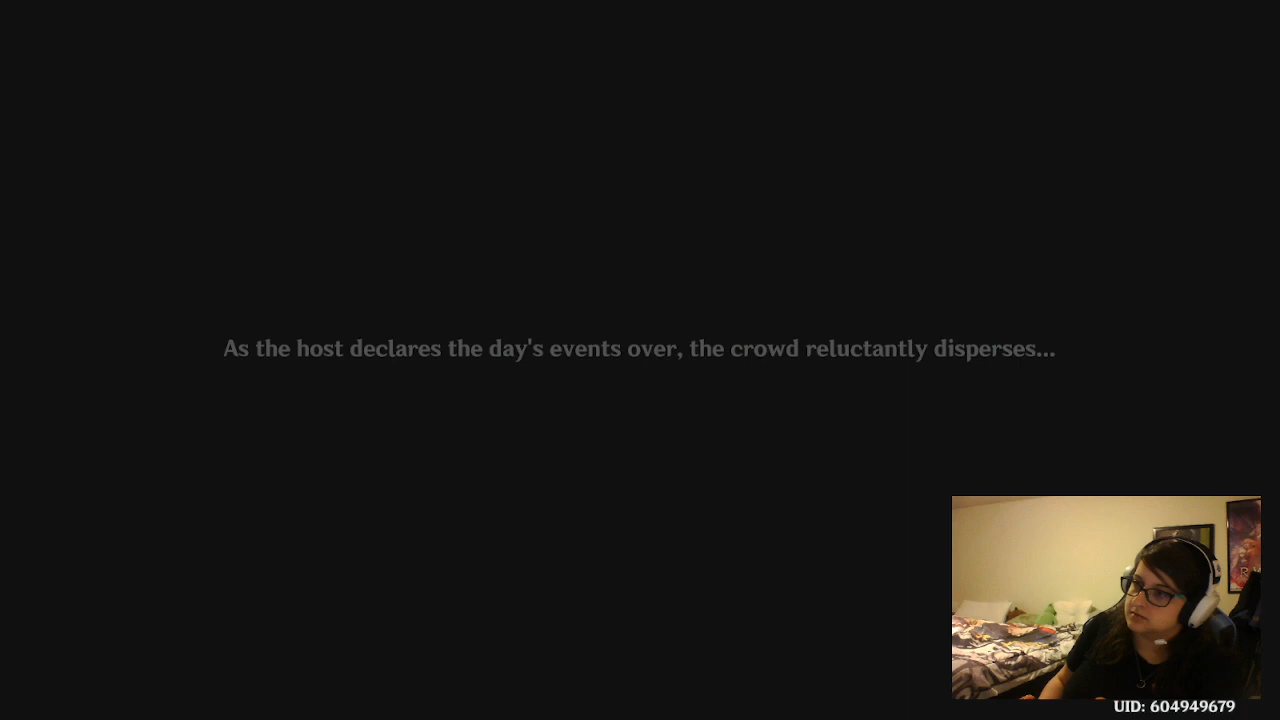 As the host declares the day's events over, the crowd reluctantly disperses...
UID: 604949679